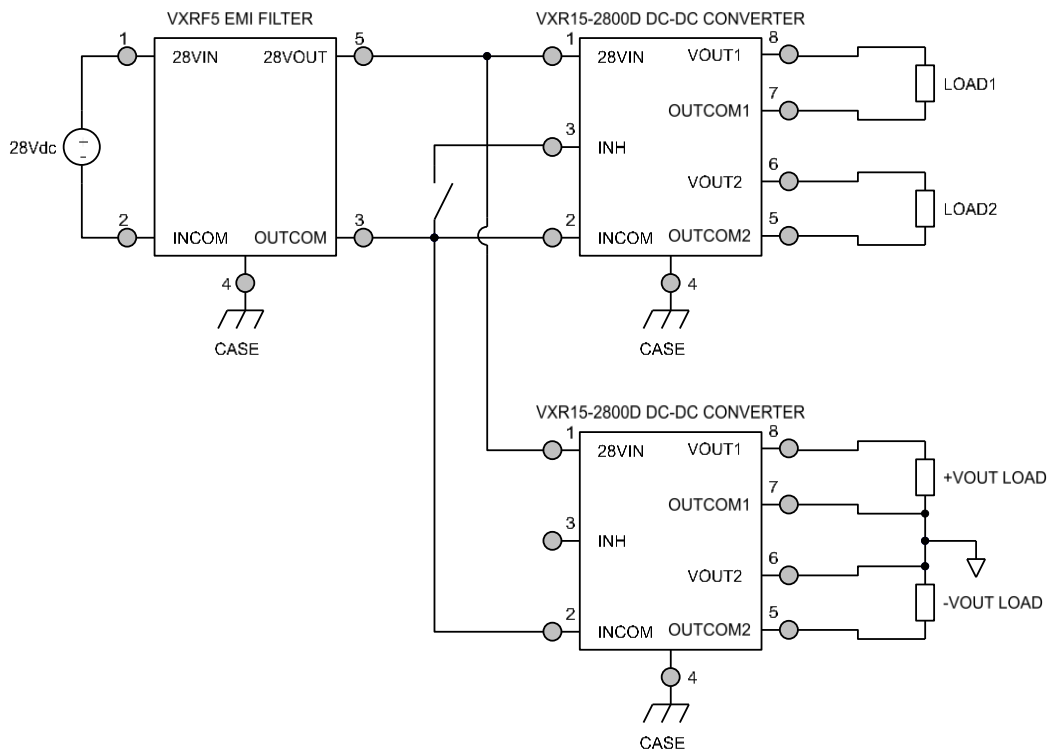 VXRF5 EMI FILTER
VXR15-2800D DC-DC CONVERTER
1
5
1
8
28VIN
28VOUT
28VIN
VOUT1
7
LOAD1
OUTCOM1
3
28Vdc
INH
6
VOUT2
LOAD2
2
3
2
5
INCOM
OUTCOM
INCOM
OUTCOM2
4
4
CASE
CASE
VXR15-2800D DC-DC CONVERTER
1
8
28VIN
VOUT1
+VOUT LOAD
7
OUTCOM1
3
INH
6
VOUT2
-VOUT LOAD
2
5
INCOM
OUTCOM2
4
CASE